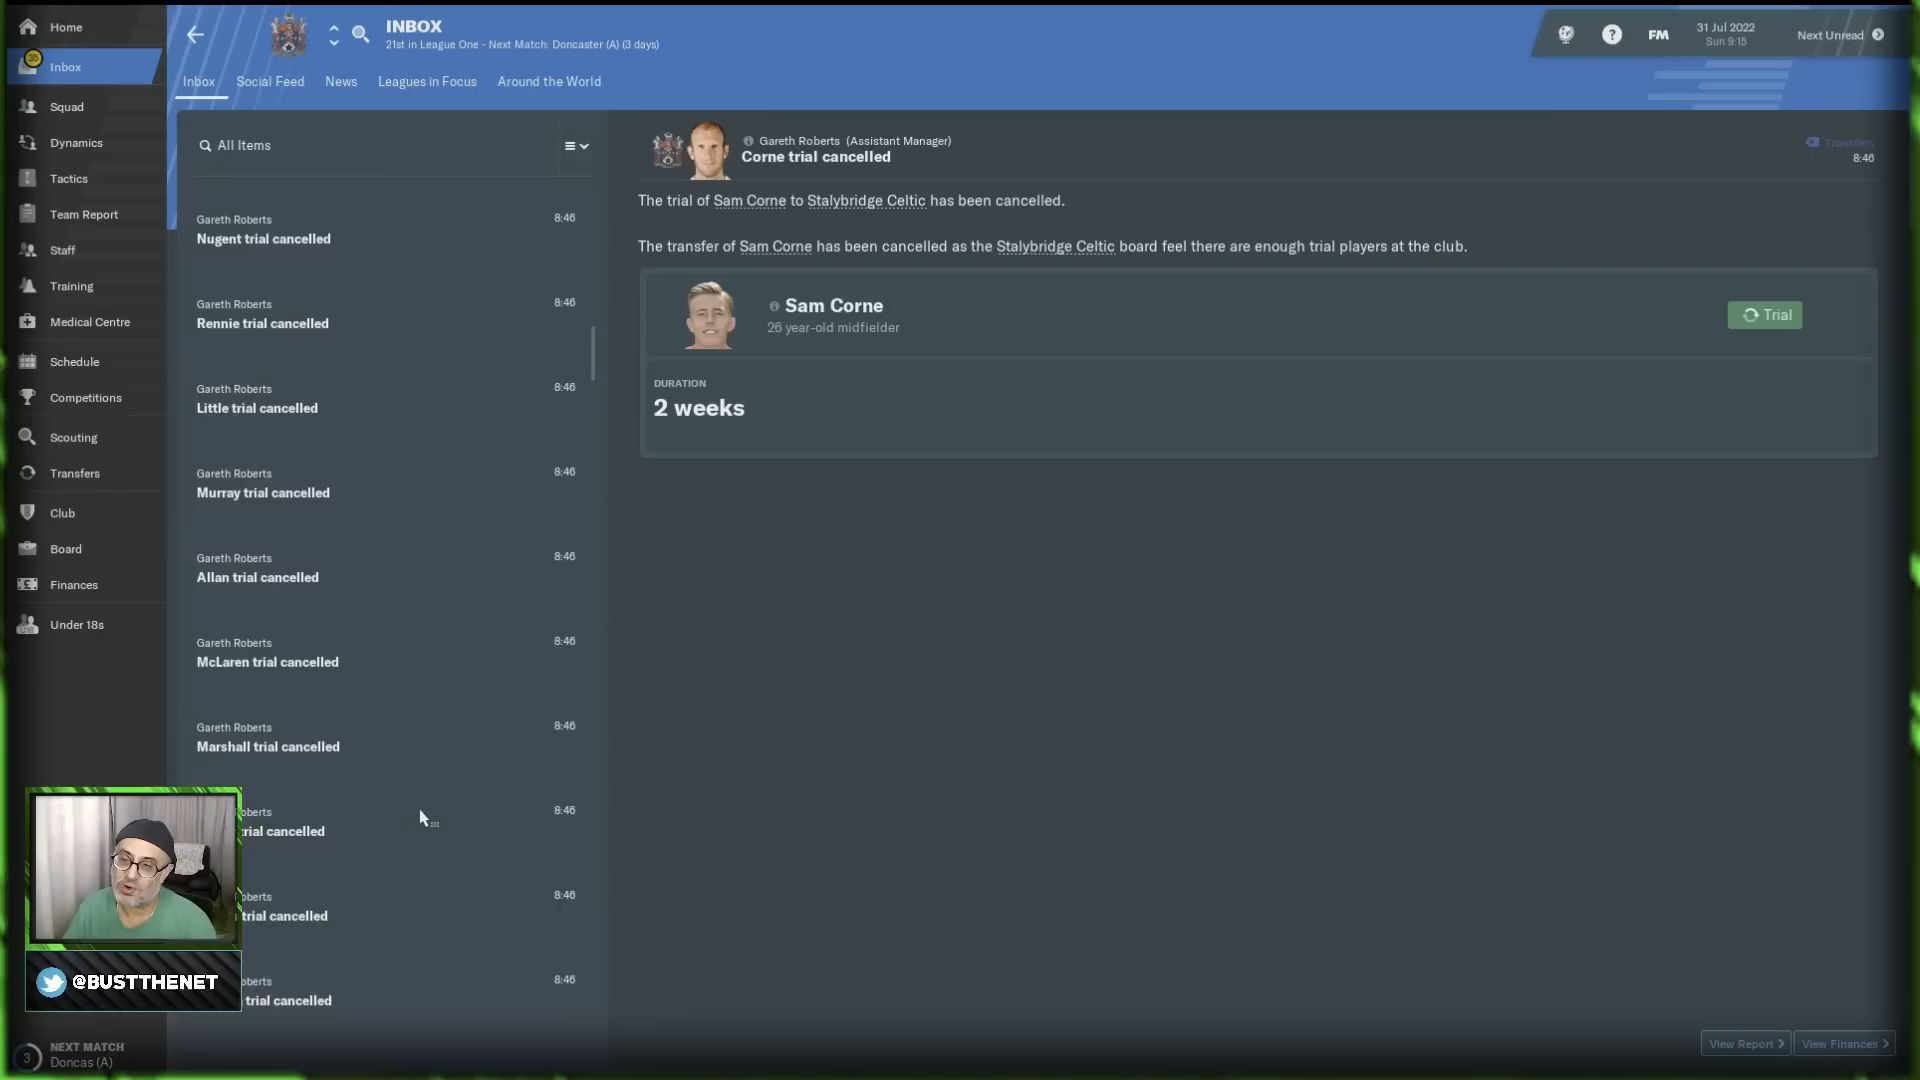 Home
35
Inbox
Squad
Dynamics
Tactics
Team Report
Staff
Training
Medical Centre
Schedule
Competitions
Scouting
Transfers
Club
Board
Finances
Under 18s
INBOX
21st in League One - Next Match: Doncaster (A) (3 days)
FM
31 Jul 2022
Sun 9:15
Next Unread
Inbox
Social Feed
News
Leagues in Focus
Around the World
All Items
Gareth Roberts 8:46
Nugent trial cancelled
Gareth Roberts 8:46
Rennie trial cancelled
Gareth Roberts 8:46
Little trial cancelled
Gareth Roberts 8:46
Murray trial cancelled
Gareth Roberts 8:46
Allan trial cancelled
Gareth Roberts 8:46
McLaren trial cancelled
Gareth Roberts 8:46
Marshall trial cancelled
oberts 8:46
trial cancelled
oberts 8:46
trial cancelled
oberts 8:46
trial cancelled
Gareth Roberts (Assistant Manager)
Corne trial cancelled
Transfers
8:46
The trial of Sam Corne to Stalybridge Celtic has been cancelled.
The transfer of Sam Corne has been cancelled as the Stalybridge Celtic board feel there are enough trial players at the club.
Sam Corne
26 year-old midfielder
Trial
DURATION
2 weeks
View Report
View Finances
@BUSTTHENET
3
NEXT MATCH
Doncas (A)